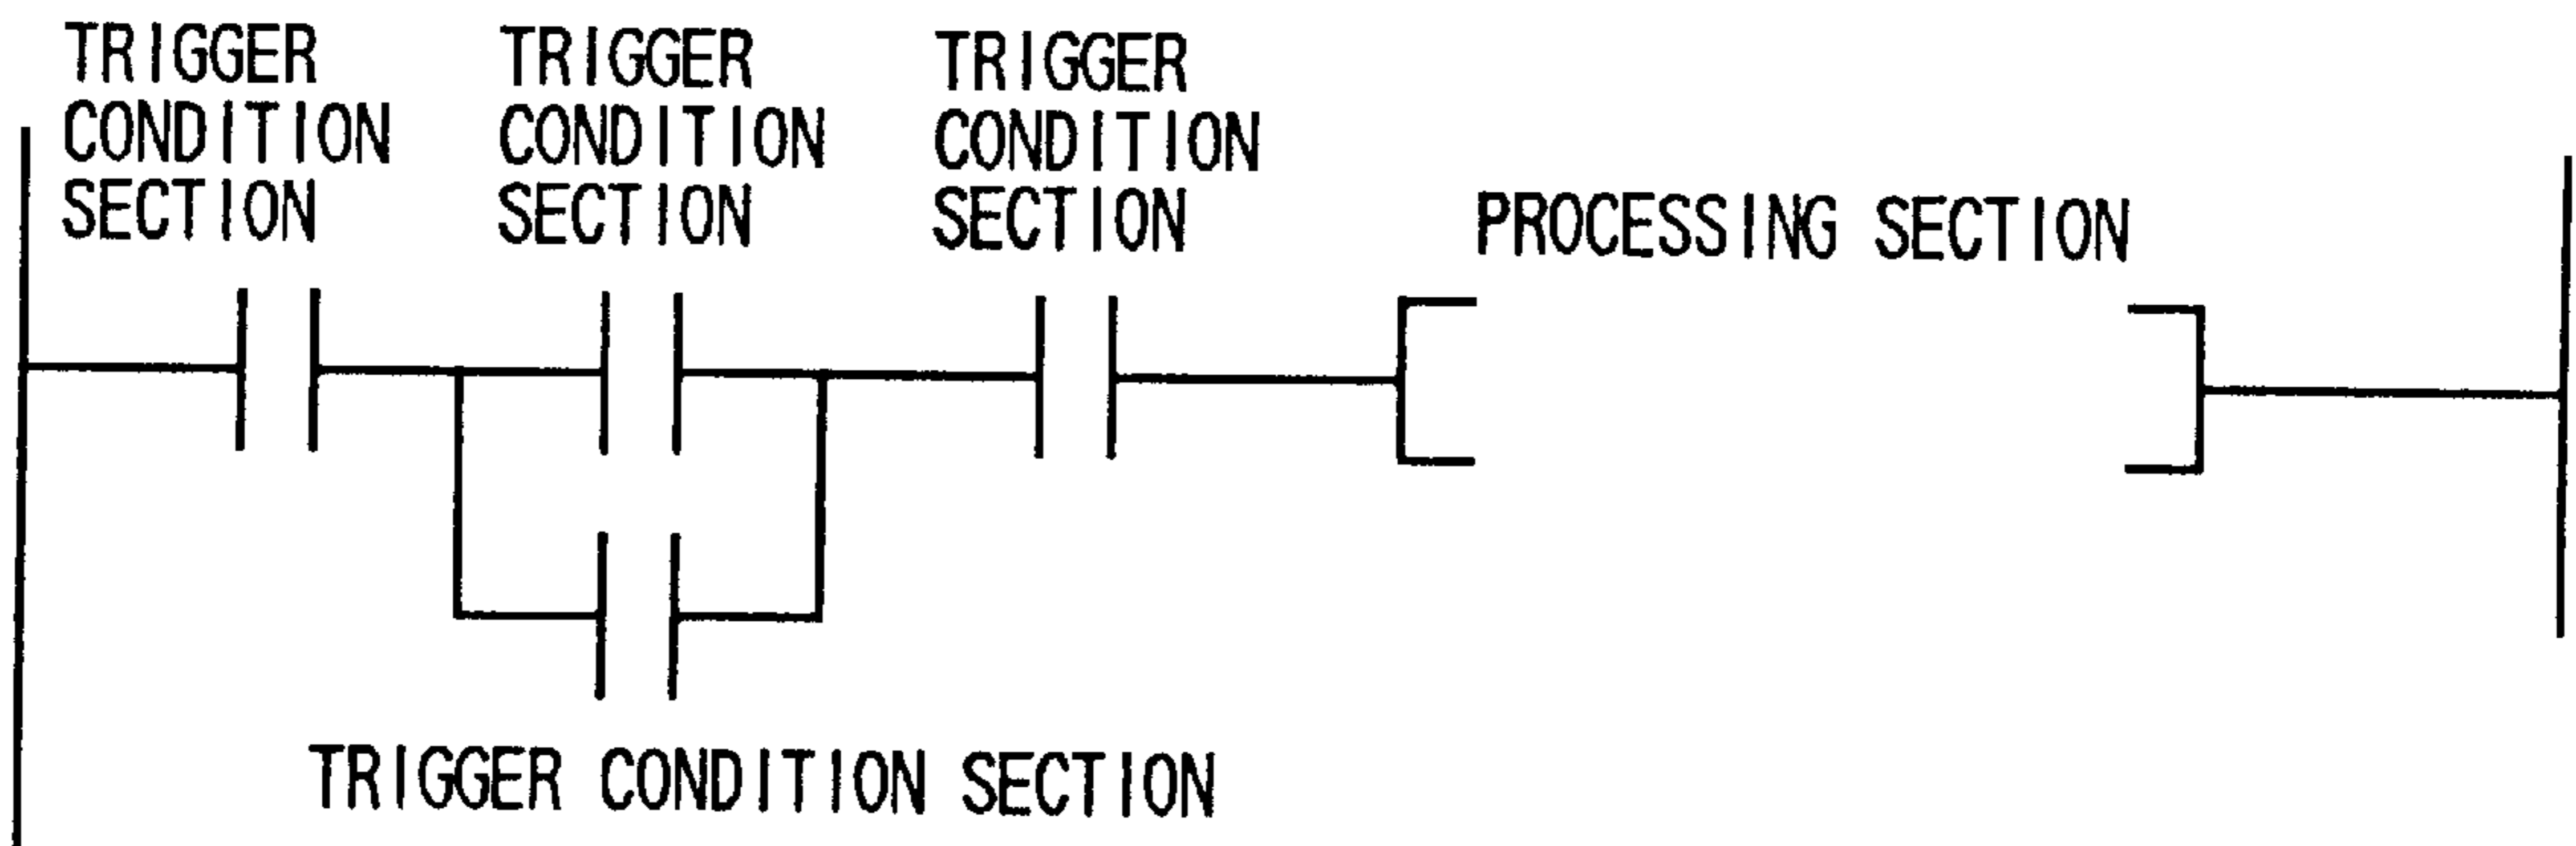 TRIGGER
CONDITION
SECTION
TRIGGER
CONDITION
SECTION
TRIGGER
CONDITION
SECTION
PROCESSING SECTION
TRIGGER CONDITION SECTION